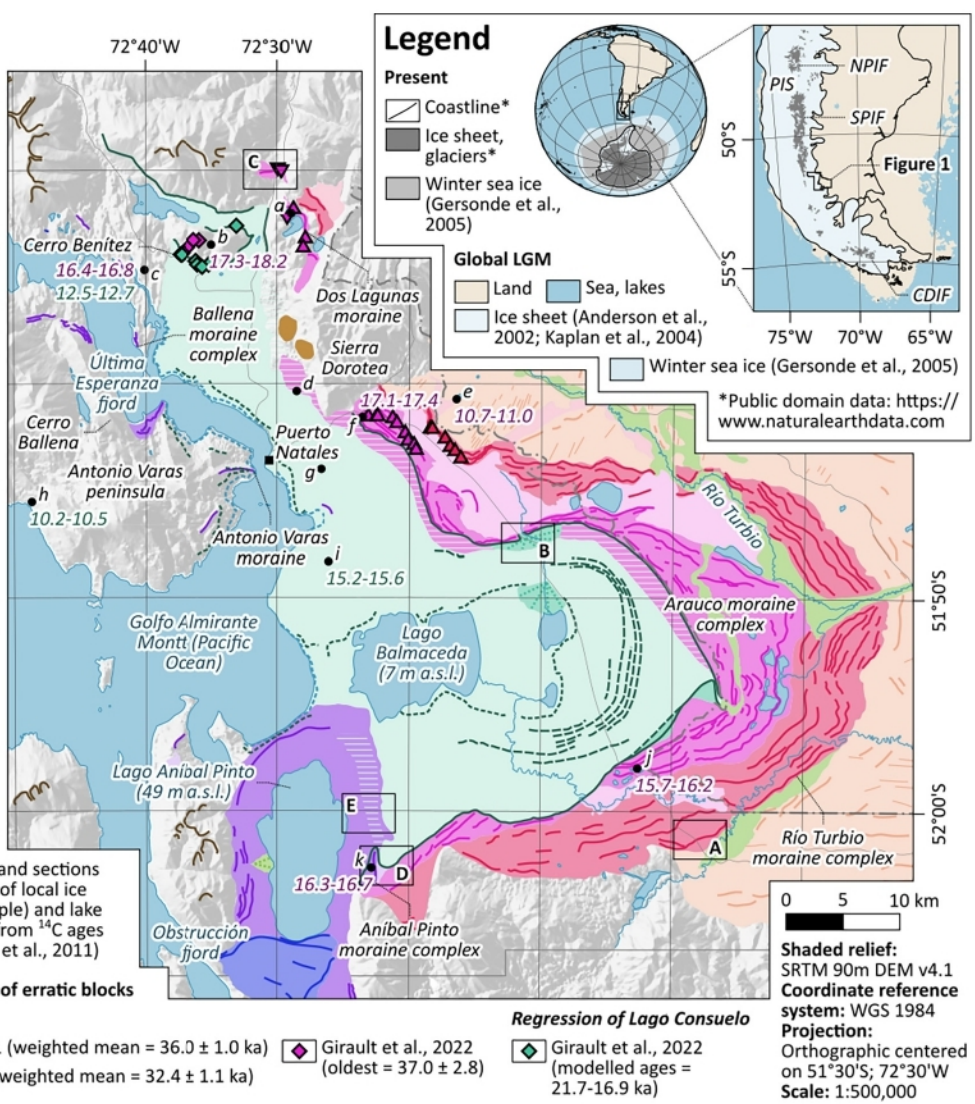 72°40'W
72°30'W
Legend
Present
Coastline*
Ice sheet,
glaciers*
Winter sea ice
(Gersonde et al.,
2005)
Global LGM
Land
Sea, lakes
Ice sheet (Anderson et al.,
2002; Kaplan et al., 2004)
Winter sea ice (Gersonde et al., 2005)
*Public domain data: https://
www.naturalearthdata.com
NPIF
PIS
SPIF
Figure 1
CDIF
50°S
55°S
75°W
70°W
65°W
C
a
b
Cerro Benítez
17.3-18.2
16.4-16.8
12.5-12.7
c
Dos Lagunas
moraine
Ballena
moraine
complex
Sierra
Dorotea
Última
Esperanza
fjord
d
e
17.1-17.4
10.7-11.0
f
Cerro
Ballena
Puerto
Natales
g
Antonio Varas
peninsula
h
10.2-10.5
Río Turbio
Antonio Varas
moraine
i
15.2-15.6
B
51°50'S
Arauco moraine
complex
Golfo Almirante
Montt (Pacific
Ocean)
Lago
Balmaceda
(7 m a.s.l.)
Lago Aníbal Pinto
(49 m a.s.l.)
j
15.7-16.2
E
52°00'S
A
Río Turbio
moraine complex
k
D
16.3-16.7
Aníbal Pinto
moraine complex
Obstrucción
fjord
and sections
of local ice
ple) and lake
from 14C ages
et al., 2011)
0 5 10 km
Shaded relief:
SRTM 90m DEM v4.1
Coordinate reference
system: WGS 1984
Projection:
Orthographic centered
on 51°30'S; 72°30'W
Scale: 1:500,000
of erratic blocks
(weighted mean = 36.0 ± 1.0 ka)
weighted mean = 32.4 ± 1.1 ka)
Girault et al., 2022
(oldest = 37.0 ± 2.8)
Regression of Lago Consuelo
Girault et al., 2022
(modelled ages =
21.7-16.9 ka)